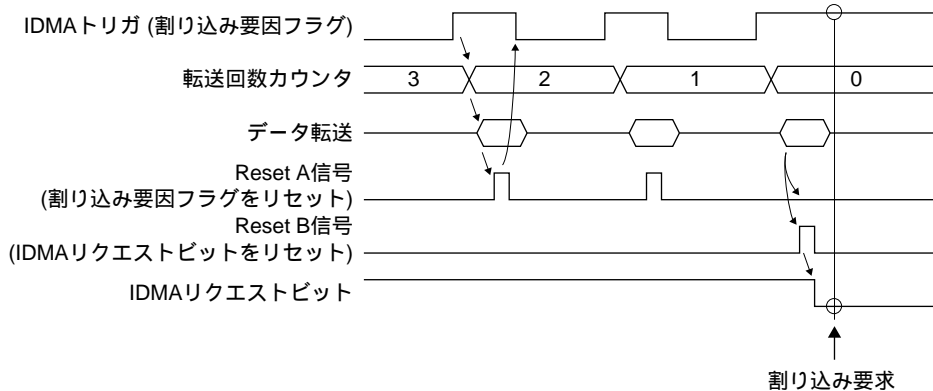 IDMAトリガ (割り込み要因フラグ)
転送回数カウンタ
3 2 1 0
データ転送
Reset A信号
(割り込み要因フラグをリセット)
Reset B信号
(IDMAリクエストビットをリセット)
IDMAリクエストビット
割り込み要求